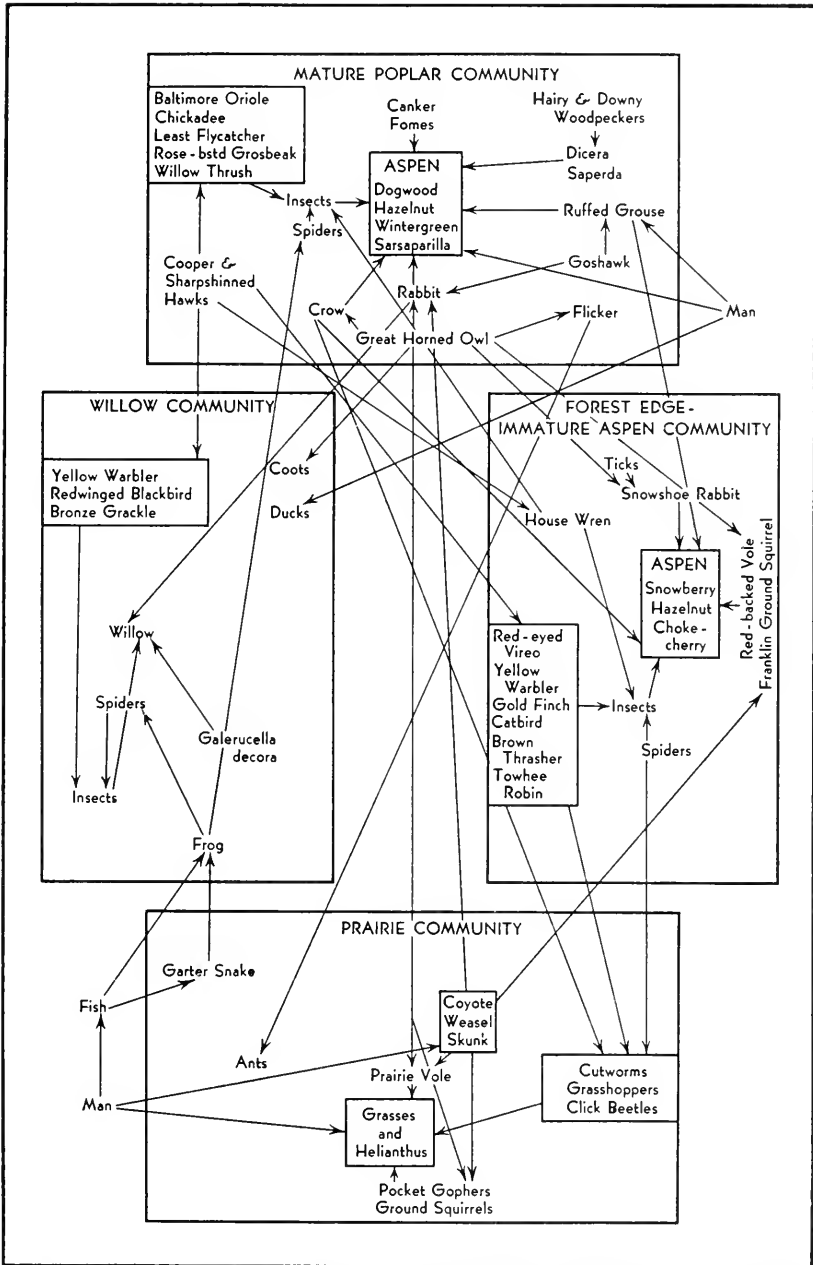 MATURE POPLAR COMMUNITY
Baltimore Oriole
Chickadee
Least Flycatcher
Rose-bstd Grosbeak
Willow Thrush
Canker
Fomes
Hairy & Downy
Woodpeckers
ASPEN
Dogwood
Hazelnut
Wintergreen
Sarsaparilla
Dicera
Saperda
Insects
Spiders
Ruffed Grouse
Cooper &
Sharpshinned
Hawks
Goshawk
Rabbit
Crow
Flicker
Man
Great Horned Owl
WILLOW COMMUNITY
Yellow Warbler
Redwinged Blackbird
Bronze Grackle
Coots
Ducks
Willow
Spiders
Galerucella
decora
Insects
Frog
FOREST EDGE-
IMMATURE ASPEN COMMUNITY
Ticks
Snowshoe Rabbit
House Wren
ASPEN
Snowberry
Hazelnut
Choke-
cherry
Red-backed Vole
Franklin Ground Squirrel
Red-eyed
Vireo
Yellow
Warbler
Gold Finch
Catbird
Brown
Thrasher
Towhee
Robin
Insects
Spiders
PRAIRIE COMMUNITY
Garter Snake
Fish
Coyote
Weasel
Skunk
Ants
Prairie Vole
Cutworms
Grasshoppers
Click Beetles
Man
Grasses
and
Helianthus
Pocket Gophers
Ground Squirrels